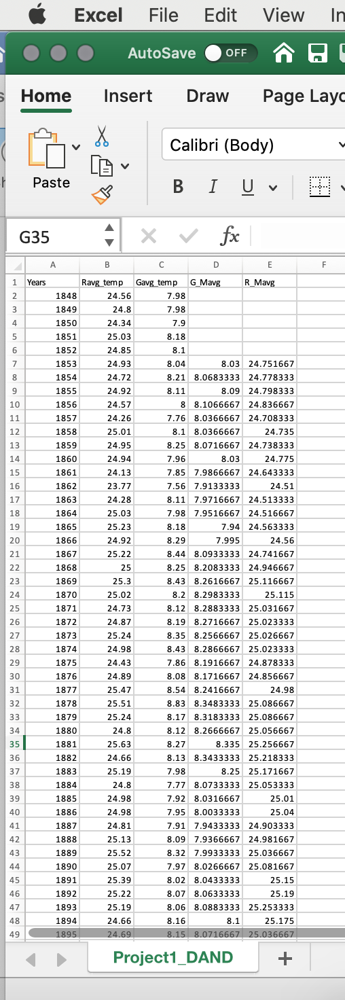 Excel File Edit View In
AutoSave OFF
Home Insert Draw Page Layo
Paste
Calibri (Body)
B I U
G35 fx
A B C D E F
1 Years Ravg_temp Gavg_temp G_Mavg R_Mavg
2 1848 24.56 7.98
3 1849 24.8 7.98
4 1850 24.34 7.9
5 1851 25.03 8.18
6 1852 24.85 8.1
7 1853 24.93 8.04 8.03 24.751667
8 1854 24.72 8.21 8.0683333 24.778333
9 1855 24.92 8.11 8.09 24.798333
10 1856 24.57 8 8.1066667 24.836667
11 1857 24.26 7.76 8.0366667 24.708333
12 1858 25.01 8.1 8.0366667 24.735
13 1859 24.95 8.25 8.0716667 24.738333
14 1860 24.94 7.96 8.03 24.775
15 1861 24.13 7.85 7.9866667 24.643333
16 1862 23.77 7.56 7.9133333 24.51
17 1863 24.28 8.11 7.9716667 24.513333
18 1864 25.03 7.98 7.9516667 24.516667
19 1865 25.23 8.18 7.94 24.563333
20 1866 24.92 8.29 7.995 24.56
21 1867 25.22 8.44 8.0933333 24.741667
22 1868 25 8.25 8.2083333 24.946667
23 1869 25.3 8.43 8.2616667 25.116667
24 1870 25.02 8.2 8.2983333 25.115
25 1871 24.73 8.12 8.2883333 25.031667
26 1872 24.87 8.19 8.2716667 25.023333
27 1873 25.24 8.35 8.2566667 25.026667
28 1874 24.98 8.43 8.2866667 25.023333
29 1875 24.43 7.86 8.1916667 24.878333
30 1876 24.89 8.08 8.1716667 24.856667
31 1877 25.47 8.54 8.2416667 24.98
32 1878 25.51 8.83 8.3483333 25.086667
33 1879 25.24 8.17 8.3183333 25.086667
34 1880 24.8 8.12 8.2666667 25.056667
35 1881 25.63 8.27 8.335 25.256667
36 1882 24.66 8.13 8.3433333 25.218333
37 1883 25.19 7.98 8.25 25.171667
38 1884 24.8 7.77 8.0733333 25.053333
39 1885 24.98 7.92 8.0316667 25.01
40 1886 24.98 7.95 8.0033333 25.04
41 1887 24.81 7.91 7.9433333 24.903333
42 1888 25.13 8.09 7.9366667 24.981667
43 1889 25.52 8.32 7.9933333 25.036667
44 1890 25.07 7.97 8.0266667 25.081667
45 1891 25.39 8.02 8.0433333 25.15
46 1892 25.22 8.07 8.0633333 25.19
47 1893 25.19 8.06 8.0883333 25.253333
48 1894 24.66 8.16 8.1 25.175
49 1895 24.69 8.15 8.0716667 25.036667
Project1_DAND